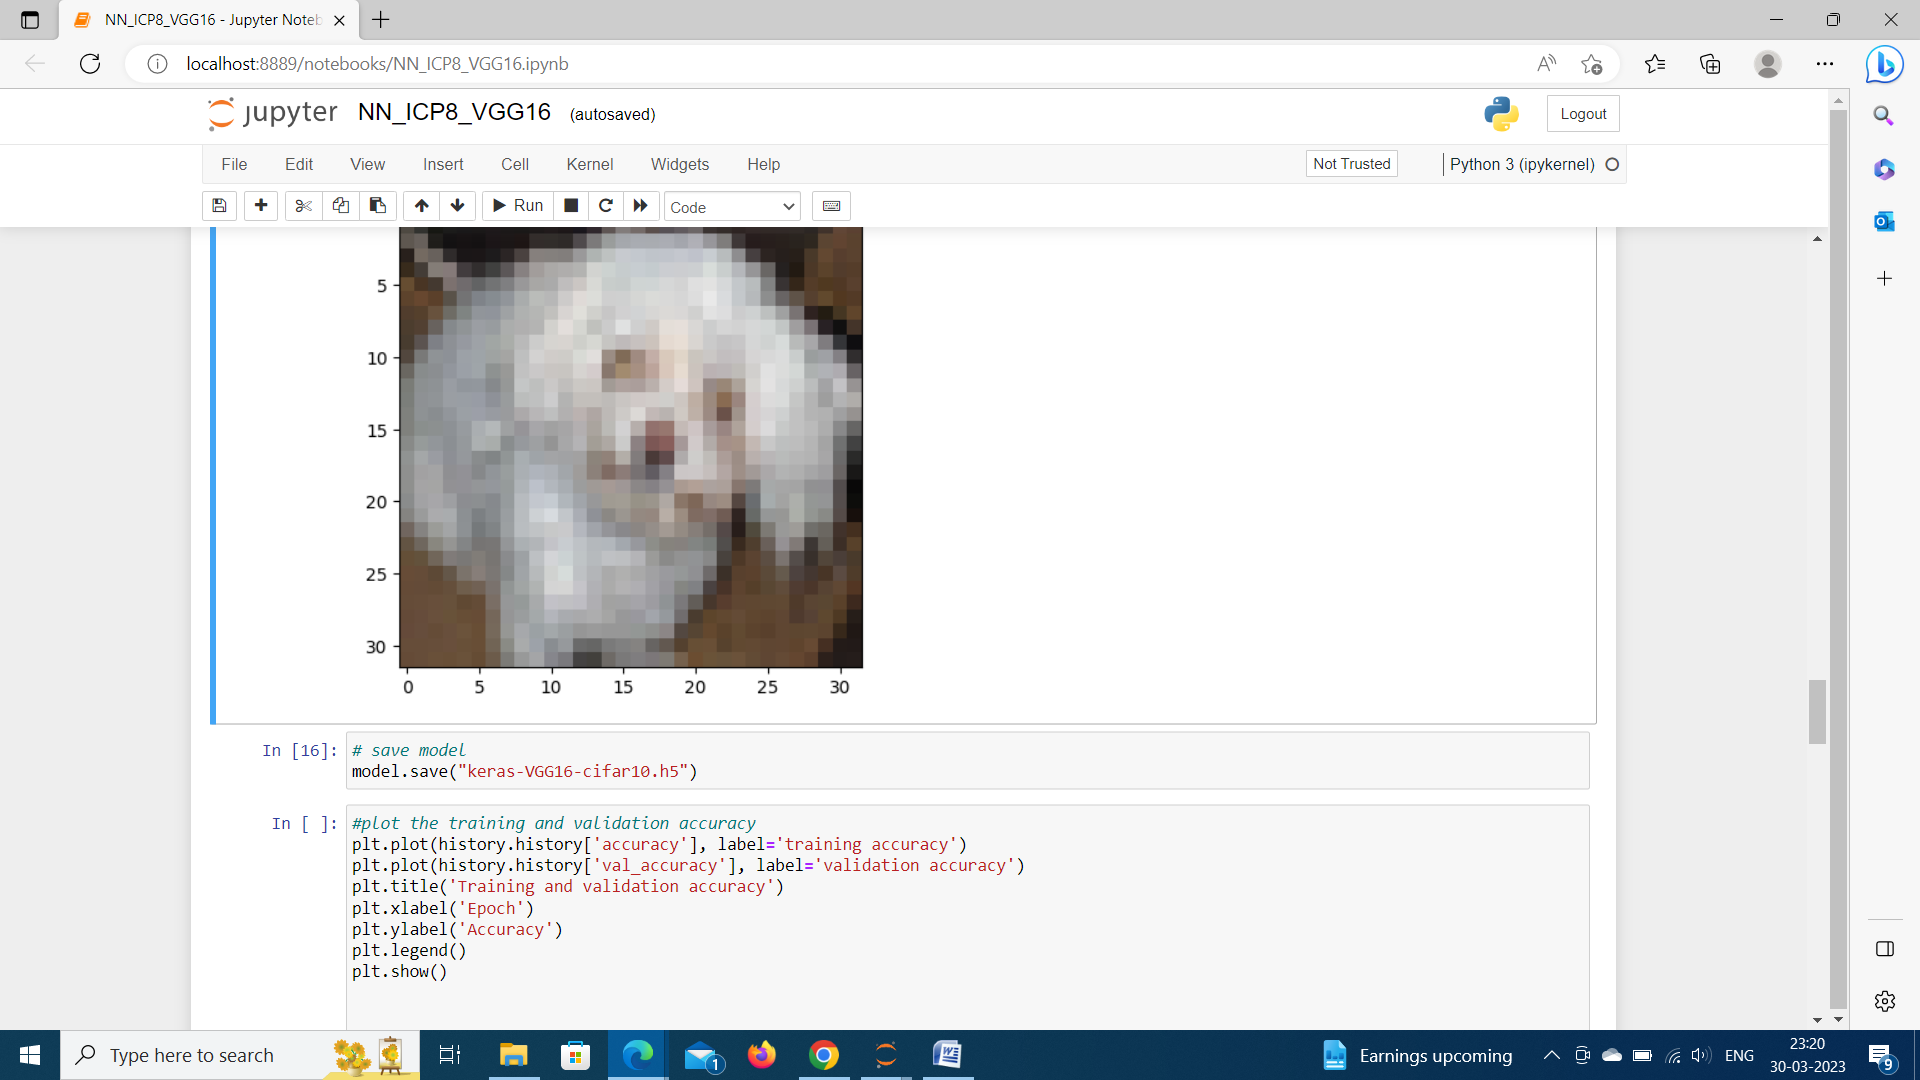 NN_ICP8_VGG16 - Jupyter Noteb
localhost:8889/notebooks/NN_ICP8_VGG16.ipynb
jupyter NN_ICP8_VGG16 (autosaved)
Logout
File Edit View Insert Cell Kernel Widgets Help
Not Trusted
Python 3 (ipykernel)
Run
Code
5
10
15
20
25
30
0 5 10 15 20 25 30
In [16]:
# save model
model.save("keras-VGG16-cifar10.h5")
In [ ]:
#plot the training and validation accuracy
plt.plot(history.history['accuracy'], label='training accuracy')
plt.plot(history.history['val_accuracy'], label='validation accuracy')
plt.title('Training and validation accuracy')
plt.xlabel('Epoch')
plt.ylabel('Accuracy')
plt.legend()
plt.show()
Type here to search
1
Earnings upcoming
ENG
23:20
30-03-2023
9